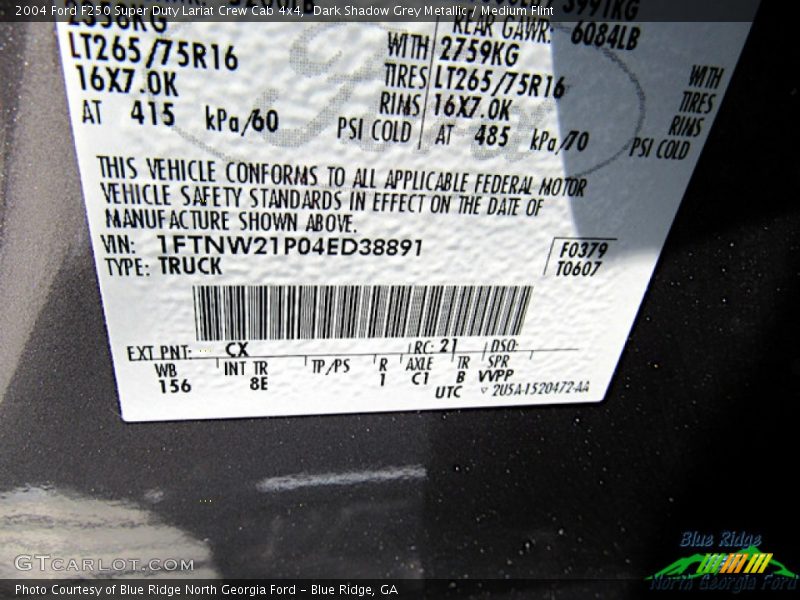 2004 Ford F250 Super Duty Lariat Crew Cab 4x4, Dark Shadow Grey Metallic / Medium Flint
REAR GAWR: 6084LB
LT265/75R16 WITH 2759KG WITH
16X7.0K TIRES LT265/75R16 TIRES
AT 415 kPa/60 RIMS 16X7.0K RIMS
PSI COLD AT 485 kPa/70 PSI COLD
THIS VEHICLE CONFORMS TO ALL APPLICABLE FEDERAL MOTOR
VEHICLE SAFETY STANDARDS IN EFFECT ON THE DATE OF
MANUFACTURE SHOWN ABOVE.
VIN: 1FTNW21P04ED38891 F0379
TYPE: TRUCK T0607
EXT PNT: CX RC: 21 DSO:
WB INT TR TP/PS R AXLE TR SPR
156 8E 1 C1 B VVPP
UTC ▽ 2U5A-1520472-AA
GTCARLOT.COM
Blue Ridge
North Georgia Ford
Photo Courtesy of Blue Ridge North Georgia Ford – Blue Ridge, GA